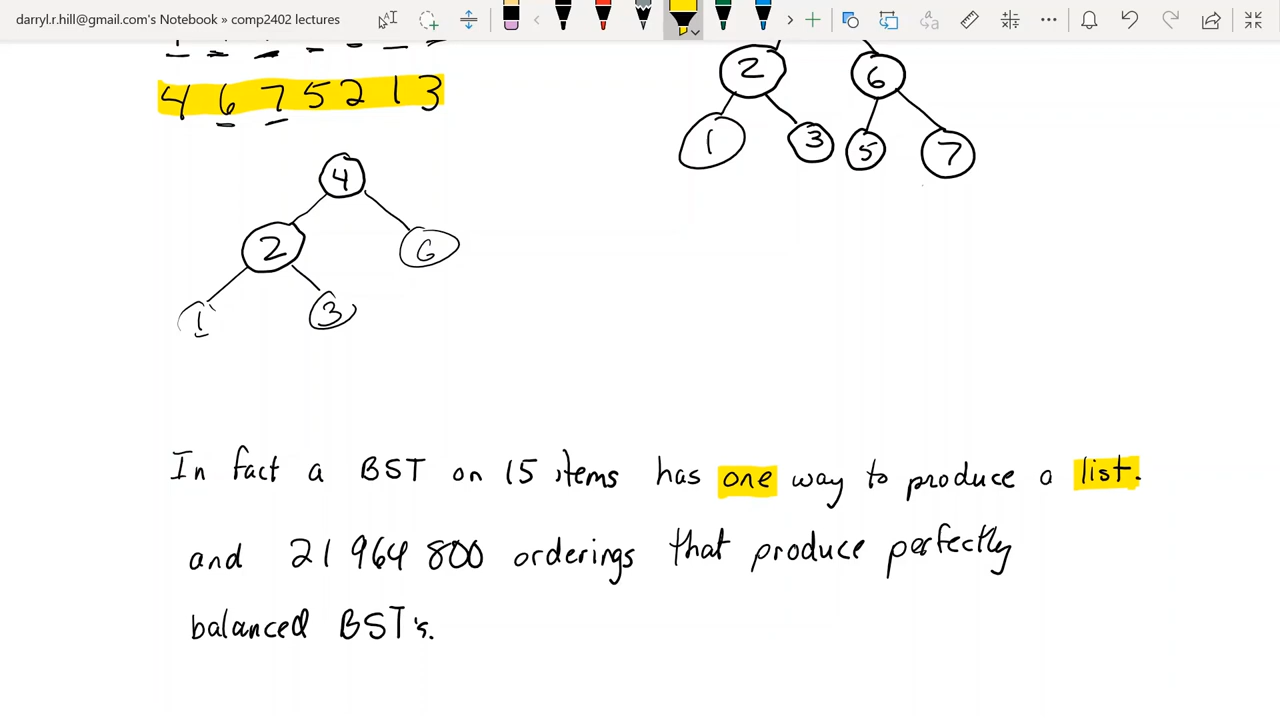 darryl.r.hill@gmail.com's Notebook » comp2402 lectures
4 6 7 5 2 1 3
2
6
1
3
5
7
4
2
6
1
3
In fact a BST on 15 items has one way to produce a list.
and 21 964 800 orderings that produce perfectly
balanced BST's.